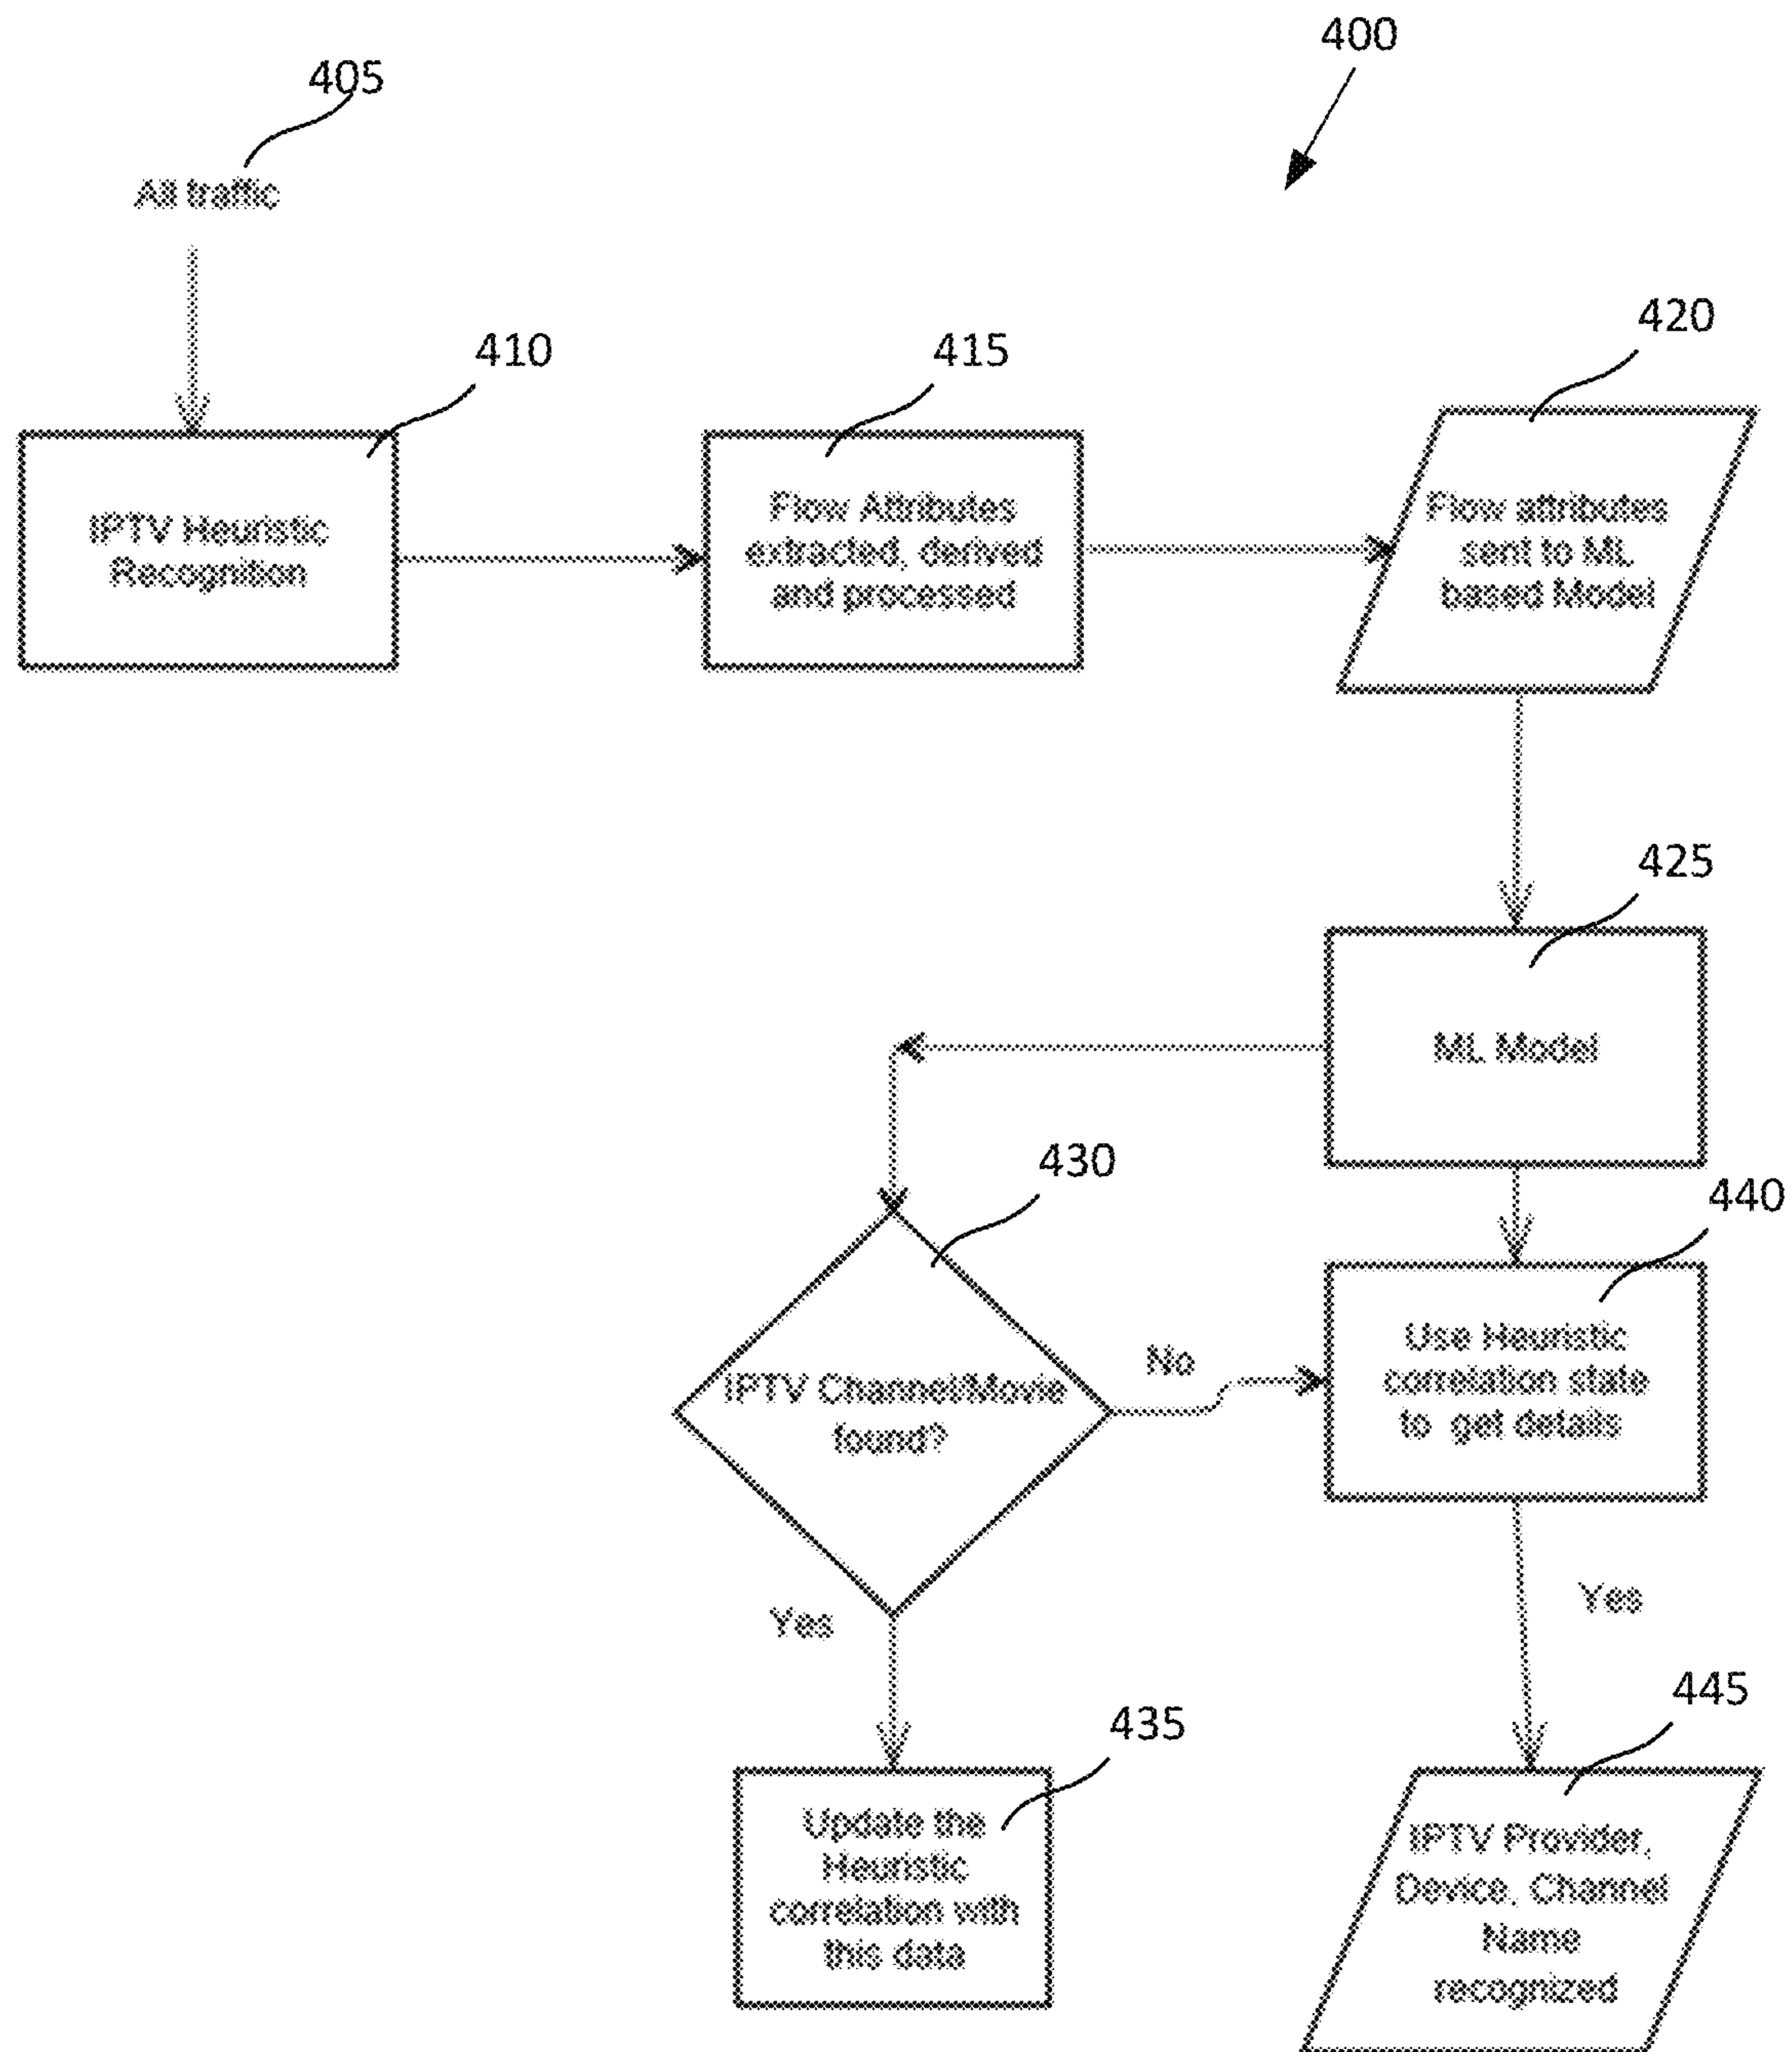 400
405
All traffic
410
415
420
IPTV Heuristic
Recognition
Flow Attributes
extracted, derived
and processed
Flow attributes
sent to ML
based Model
425
ML Model
430
440
IPTV Channel/Movie
found?
No
Use Heuristic
correlation state
to get details
Yes
Yes
435
445
Update the
Heuristic
correlation with
this data
IPTV Provider,
Device, Channel
Name
recognized